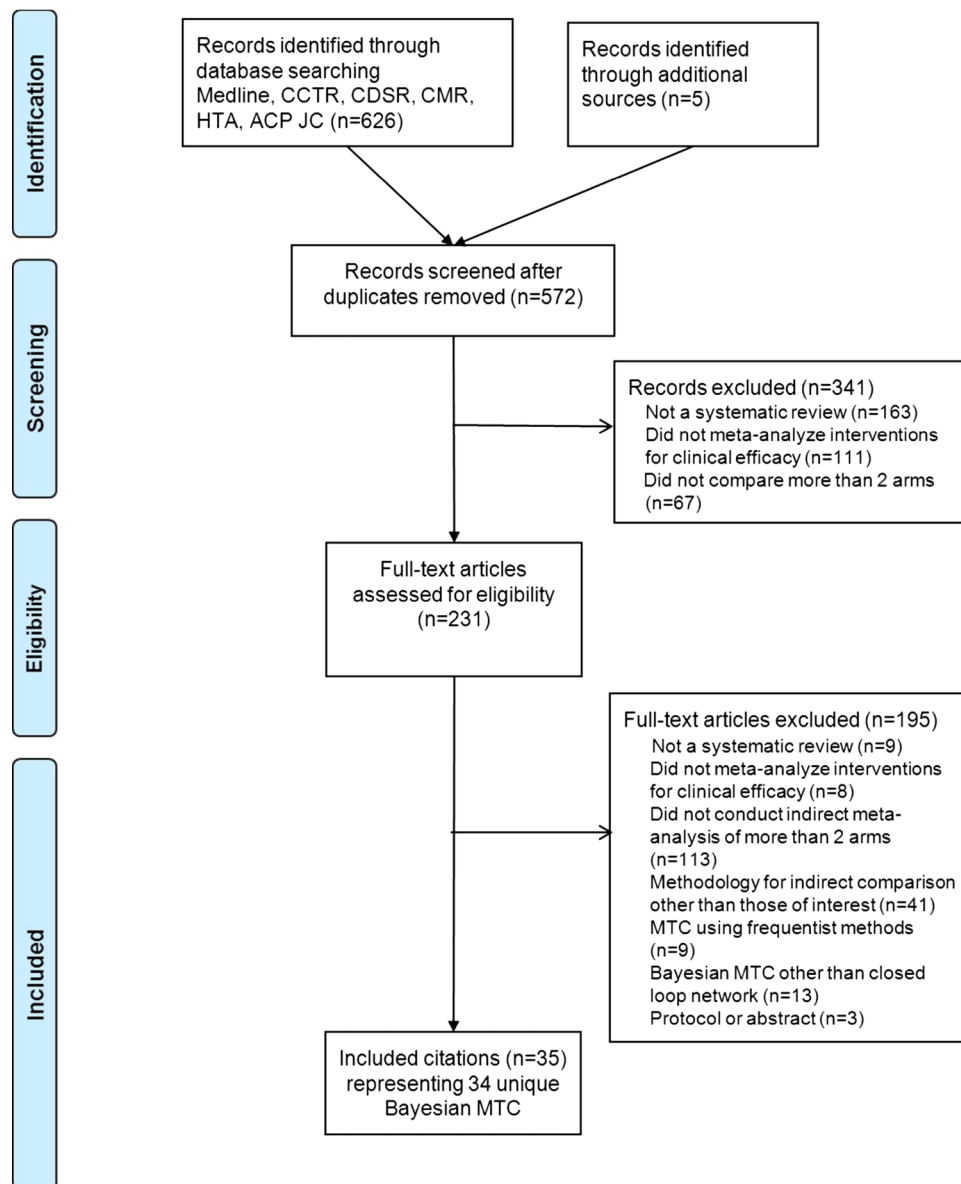 Identification
Records identified through
database searching
Medline, CCTR, CDSR, CMR,
HTA, ACP JC (n=626)
Records identified
through additional
sources (n=5)
Screening
Records screened after
duplicates removed (n=572)
Records excluded (n=341)
Not a systematic review (n=163)
Did not meta-analyze interventions
for clinical efficacy (n=111)
Did not compare more than 2 arms
(n=67)
Eligibility
Full-text articles
assessed for eligibility
(n=231)
Full-text articles excluded (n=195)
Not a systematic review (n=9)
Did not meta-analyze interventions
for clinical efficacy (n=8)
Did not conduct indirect meta-
analysis of more than 2 arms
(n=113)
Methodology for indirect comparison
other than those of interest (n=41)
MTC using frequentist methods
(n=9)
Bayesian MTC other than closed
loop network (n=13)
Protocol or abstract (n=3)
Included
Included citations (n=35)
representing 34 unique
Bayesian MTC